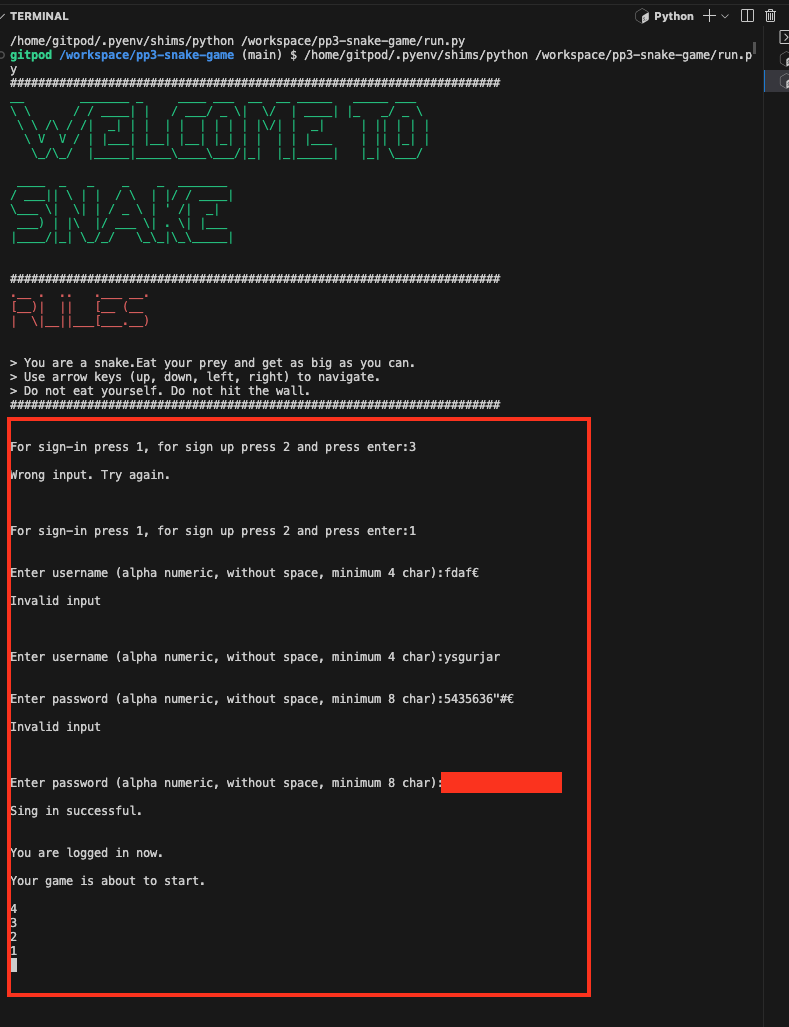 TERMINAL
Python
/home/gitpod/.pyenv/shims/python /workspace/pp3-snake-game/run.py
gitpod /workspace/pp3-snake-game (main) $ /home/gitpod/.pyenv/shims/python /workspace/pp3-snake-game/run.p
y
######################################################################
WELCOME TO
SNAKE
######################################################################
RULES
> You are a snake.Eat your prey and get as big as you can.
> Use arrow keys (up, down, left, right) to navigate.
> Do not eat yourself. Do not hit the wall.
######################################################################
For sign-in press 1, for sign up press 2 and press enter:3
Wrong input. Try again.
For sign-in press 1, for sign up press 2 and press enter:1
Enter username (alpha numeric, without space, minimum 4 char):fdaf€
Invalid input
Enter username (alpha numeric, without space, minimum 4 char):ysgurjar
Enter password (alpha numeric, without space, minimum 8 char):5435636"#€
Invalid input
Enter password (alpha numeric, without space, minimum 8 char):
Sing in successful.
You are logged in now.
Your game is about to start.
4
3
2
1